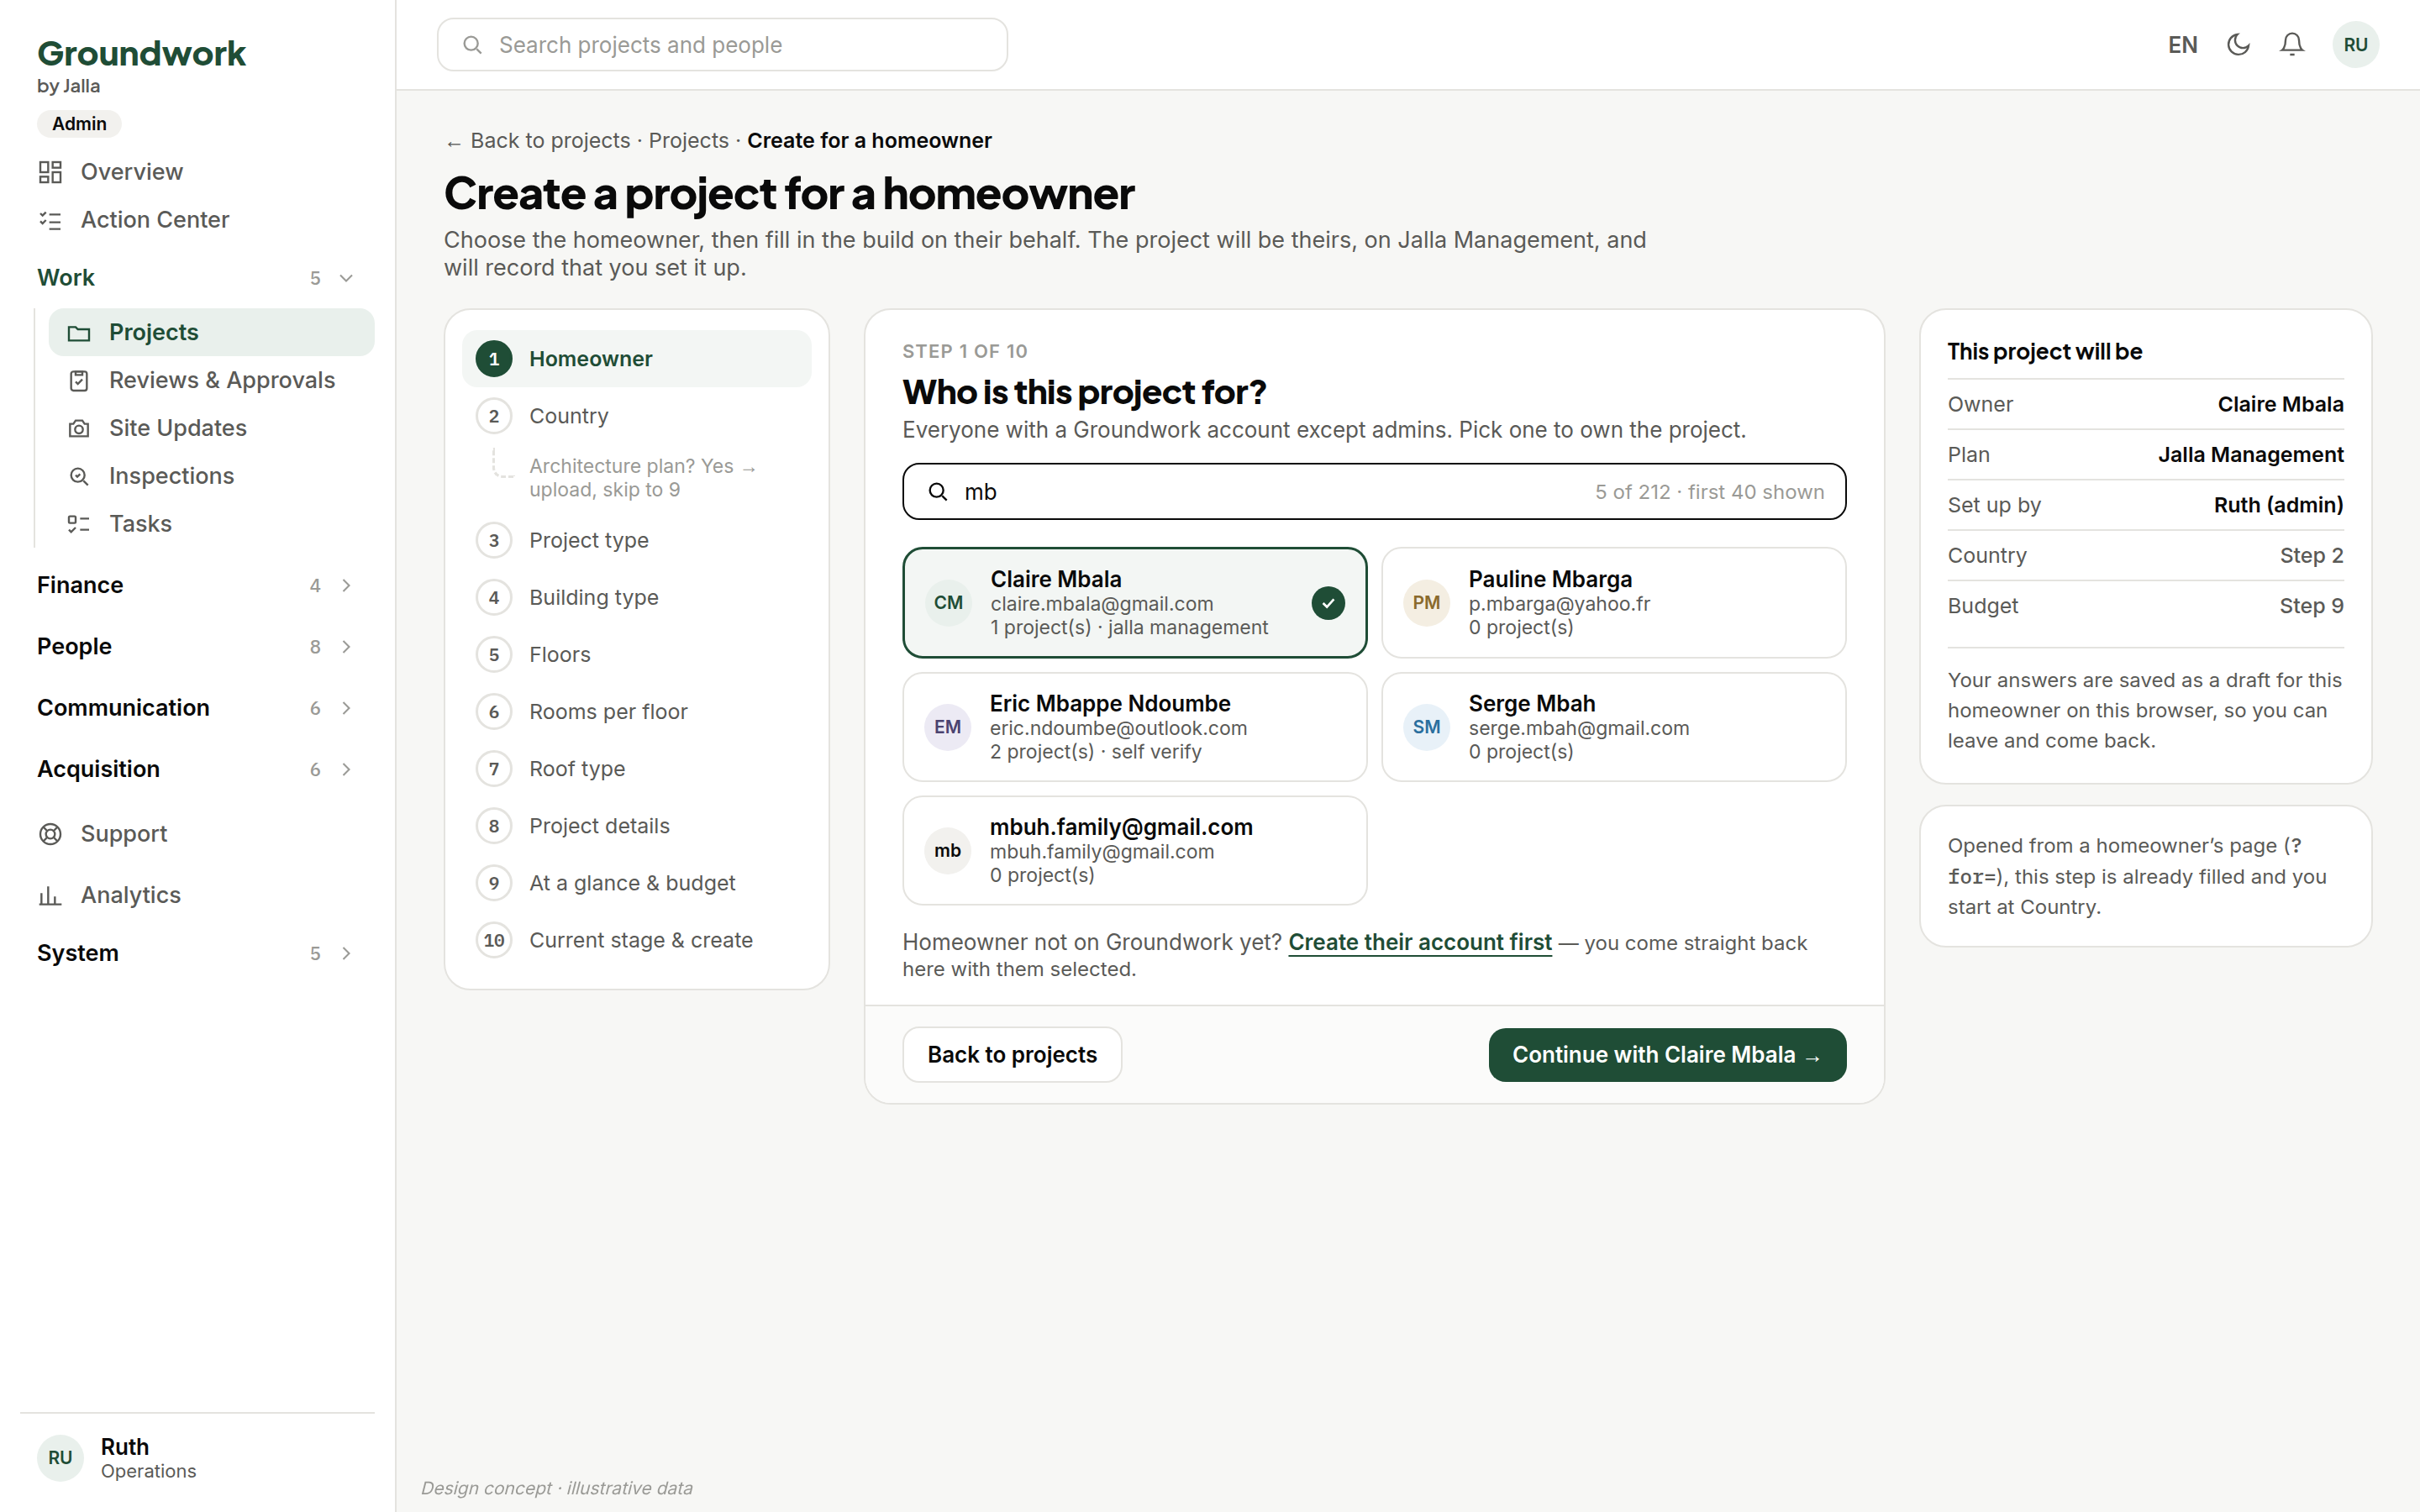 Groundwork
by Jalla
Admin
Overview
Action Center
Work 5
Projects
Reviews & Approvals
Site Updates
Inspections
Tasks
Finance 4
People 8
Communication 6
Acquisition 6
Support
Analytics
System 5
RU
Ruth
Operations
Search projects and people
EN
RU
← Back to projects · Projects · Create for a homeowner
Create a project for a homeowner
Choose the homeowner, then fill in the build on their behalf. The project will be theirs, on Jalla Management, and
will record that you set it up.
1 Homeowner
2 Country
Architecture plan? Yes →
upload, skip to 9
3 Project type
4 Building type
5 Floors
6 Rooms per floor
7 Roof type
8 Project details
9 At a glance & budget
10 Current stage & create
STEP 1 OF 10
Who is this project for?
Everyone with a Groundwork account except admins. Pick one to own the project.
mb
5 of 212 · first 40 shown
CM
Claire Mbala
claire.mbala@gmail.com
1 project(s) · jalla management
PM
Pauline Mbarga
p.mbarga@yahoo.fr
0 project(s)
EM
Eric Mbappe Ndoumbe
eric.ndoumbe@outlook.com
2 project(s) · self verify
SM
Serge Mbah
serge.mbah@gmail.com
0 project(s)
mb
mbuh.family@gmail.com
mbuh.family@gmail.com
0 project(s)
Homeowner not on Groundwork yet? Create their account first — you come straight back
here with them selected.
Back to projects
Continue with Claire Mbala →
This project will be
Owner Claire Mbala
Plan Jalla Management
Set up by Ruth (admin)
Country Step 2
Budget Step 9
Your answers are saved as a draft for this
homeowner on this browser, so you can
leave and come back.
Opened from a homeowner’s page (?
for=), this step is already filled and you
start at Country.
Design concept · illustrative data